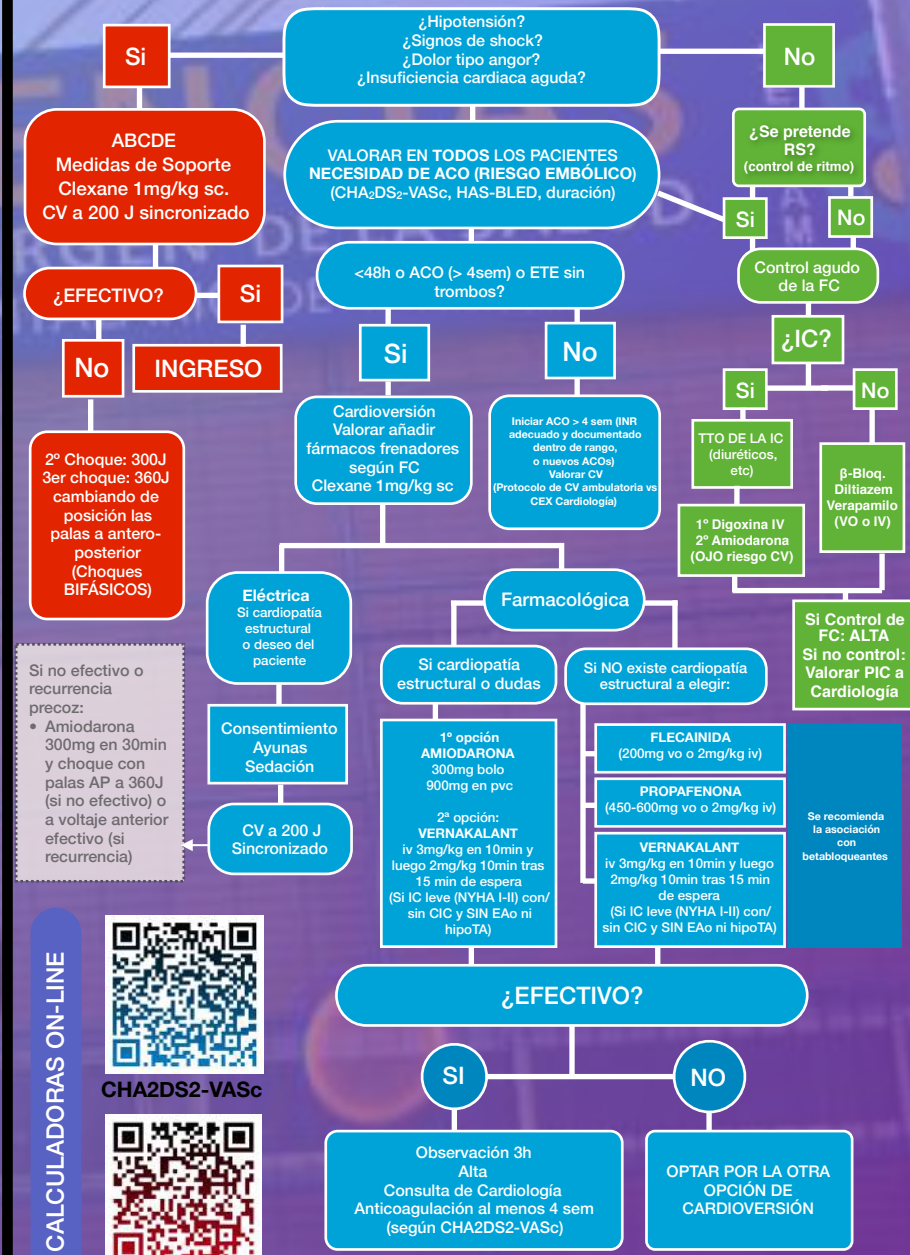 ¿Hipotensión?
¿Signos de shock?
¿Dolor tipo angor?
¿Insuficiencia cardiaca aguda?
Si
No
ABCDE
Medidas de Soporte
Clexane 1mg/kg sc.
CV a 200 J sincronizado
VALORAR EN TODOS LOS PACIENTES
NECESIDAD DE ACO (RIESGO EMBÓLICO)
(CHA₂DS₂-VASc, HAS-BLED, duración)
¿Se pretende
RS?
(control de ritmo)
Si
No
¿EFECTIVO?
Si
No
INGRESO
<48h o ACO (> 4sem) o ETE sin
trombos?
Control agudo
de la FC
¿IC?
Si
No
Si
No
2º Choque: 300J
3er choque: 360J
cambiando de
posición las
palas a antero-
posterior
(Choques
BIFÁSICOS)
Cardioversión
Valorar añadir
fármacos frenadores
según FC
Clexane 1mg/kg sc
Iniciar ACO > 4 sem (INR
adecuado y documentado
dentro de rango,
o nuevos ACOs)
Valorar CV
(Protocolo de CV ambulatoria vs
CEX Cardiología)
TTO DE LA IC
(diuréticos,
etc)
1º Digoxina IV
2º Amiodarona
(OJO riesgo CV)
β-Bloq.
Diltiazem
Verapamilo
(VO o IV)
Si Control de
FC: ALTA
Si no control:
Valorar PIC a
Cardiología
Eléctrica
Si cardiopatía
estructural
o deseo del
paciente
Farmacológica
Si no efectivo o
recurrencia
precoz:
• Amiodarona
300mg en 30min
y choque con
palas AP a 360J
(si no efectivo) o
a voltaje anterior
efectivo (si
recurrencia)
Consentimiento
Ayunas
Sedación
CV a 200 J
Sincronizado
Si cardiopatía
estructural o dudas
Si NO existe cardiopatía
estructural a elegir:
1º opción
AMIODARONA
300mg bolo
900mg en pvc
2ª opción:
VERNAKALANT
iv 3mg/kg en 10min y
luego 2mg/kg 10min tras
15 min de espera
(Si IC leve (NYHA I-II) con/
sin CIC y SIN EAo ni
hipoTA)
FLECAINIDA
(200mg vo o 2mg/kg iv)
PROPAFENONA
(450-600mg vo o 2mg/kg iv)
VERNAKALANT
iv 3mg/kg en 10min y luego
2mg/kg 10min tras 15 min
de espera
(Si IC leve (NYHA I-II) con/
sin CIC y SIN EAo ni hipoTA)
Se recomienda
la asociación
con
betabloqueantes
¿EFECTIVO?
SI
NO
Observación 3h
Alta
Consulta de Cardiología
Anticoagulación al menos 4 sem
(según CHA2DS2-VASc)
OPTAR POR LA OTRA
OPCIÓN DE
CARDIOVERSIÓN
CALCULADORAS ON-LINE
CHA2DS2-VASc